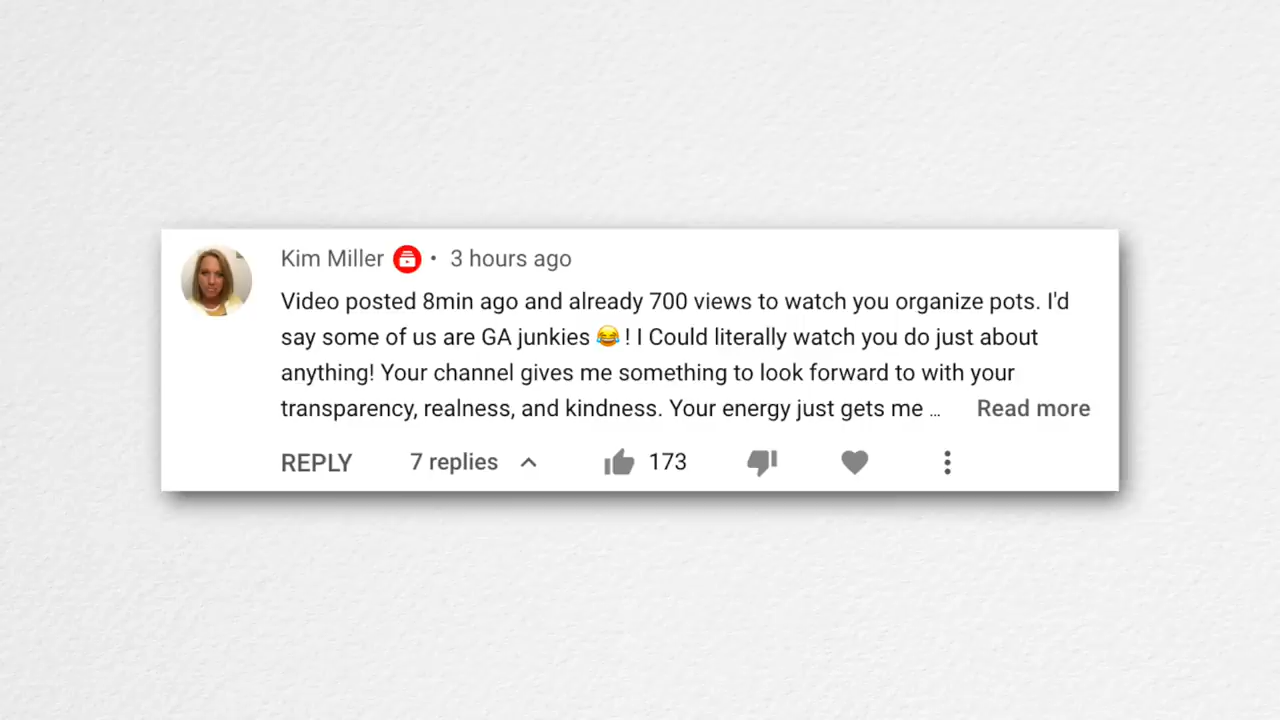 Kim Miller • 3 hours ago
Video posted 8min ago and already 700 views to watch you organize pots. I'd
say some of us are GA junkies 😂 ! I Could literally watch you do just about
anything! Your channel gives me something to look forward to with your
transparency, realness, and kindness. Your energy just gets me ... Read more
REPLY 7 replies 173